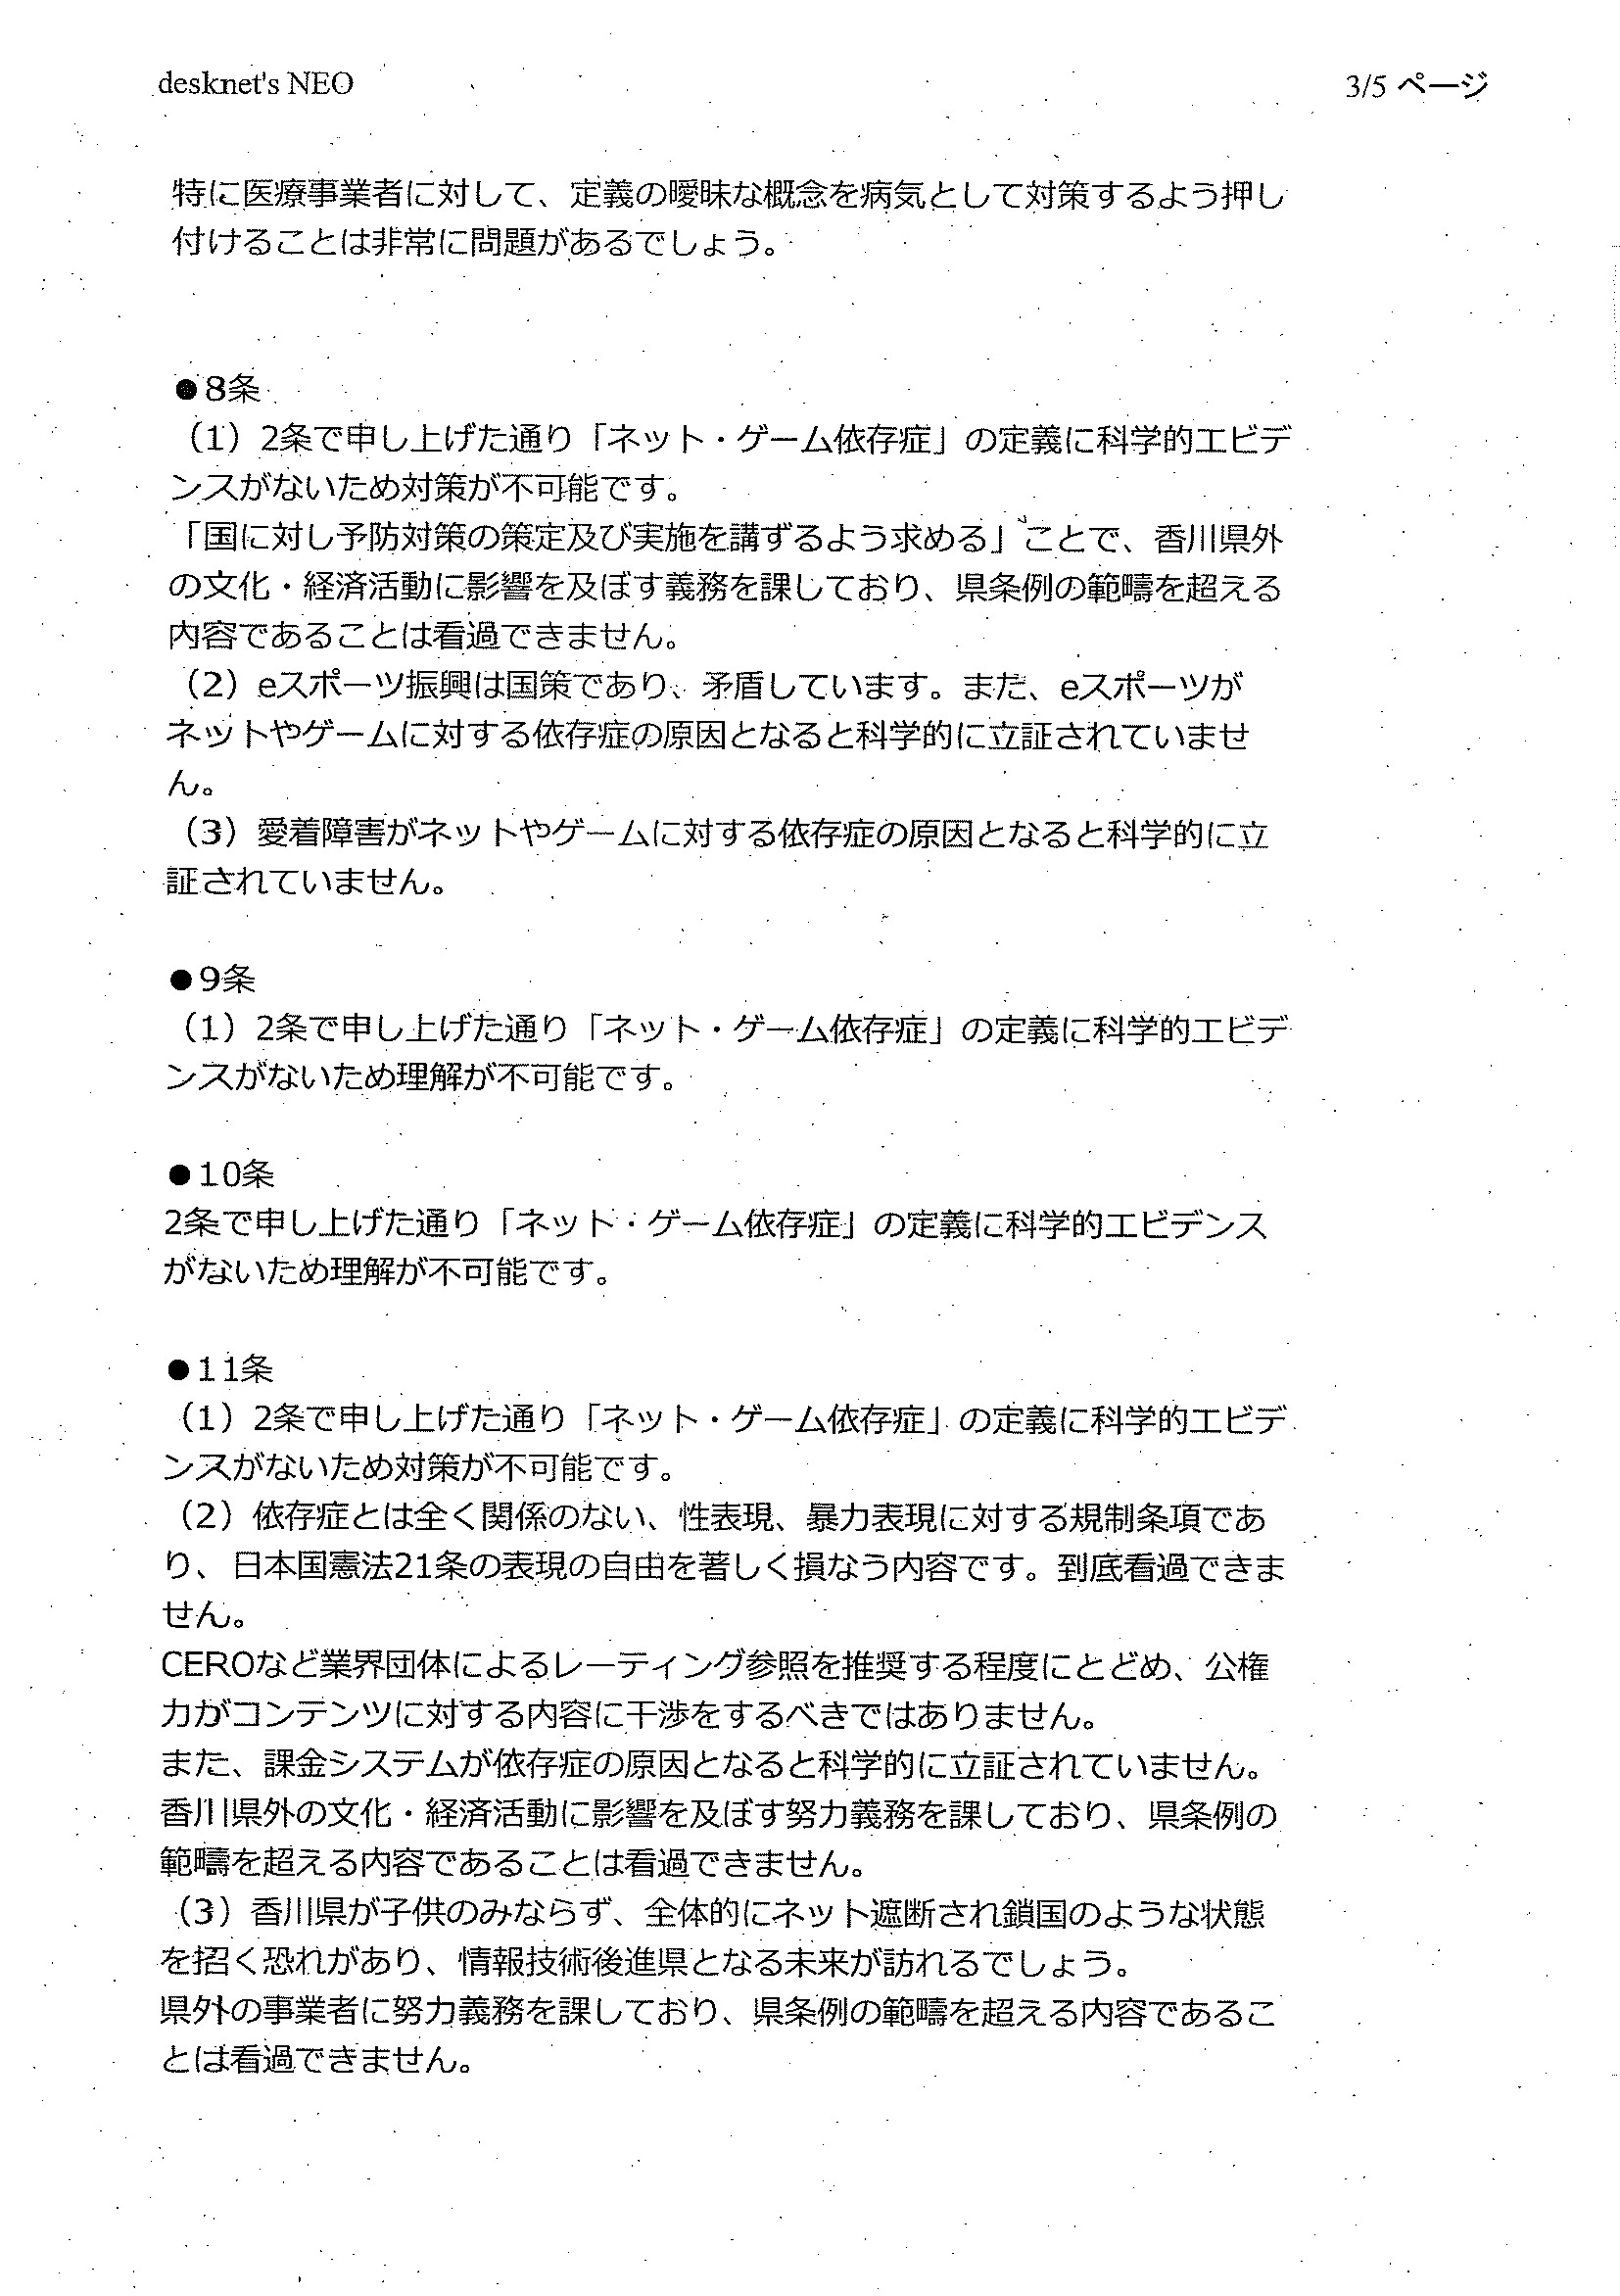 desknet's NEO
3/5 ページ
特に医療事業者に対して、定義の曖昧な概念を病気として対策するよう押し
付けることは非常に問題があるでしょう。
●8条
（1）2条で申し上げた通り「ネット・ゲーム依存症」の定義に科学的エビデ
ンスがないため対策が不可能です。
「国に対し予防対策の策定及び実施を講ずるよう求める」ことで、香川県外
の文化・経済活動に影響を及ぼす義務を課しており、県条例の範疇を超える
内容であることは看過できません。
（2）eスポーツ振興は国策であり、矛盾しています。また、eスポーツが
ネットやゲームに対する依存症の原因となると科学的に立証されていませ
ん。
（3）愛着障害がネットやゲームに対する依存症の原因となると科学的に立
証されていません。
●9条
（1）2条で申し上げた通り「ネット・ゲーム依存症」の定義に科学的エビデ
ンスがないため理解が不可能です。
●10条
2条で申し上げた通り「ネット・ゲーム依存症」の定義に科学的エビデンス
がないため理解が不可能です。
●11条
（1）2条で申し上げた通り「ネット・ゲーム依存症」の定義に科学的エビデ
ンスがないため対策が不可能です。
（2）依存症とは全く関係のない、性表現、暴力表現に対する規制条項であ
り、日本国憲法21条の表現の自由を著しく損なう内容です。到底看過できま
せん。
CEROなど業界団体によるレーティング参照を推奨する程度にとどめ、公権
力がコンテンツに対する内容に干渉をするべきではありません。
また、課金システムが依存症の原因となると科学的に立証されていません。
香川県外の文化・経済活動に影響を及ぼす努力義務を課しており、県条例の
範疇を超える内容であることは看過できません。
（3）香川県が子供のみならず、全体的にネット遮断され鎖国のような状態
を招く恐れがあり、情報技術後進県となる未来が訪れるでしょう。
県外の事業者に努力義務を課しており、県条例の範疇を超える内容であるこ
とは看過できません。